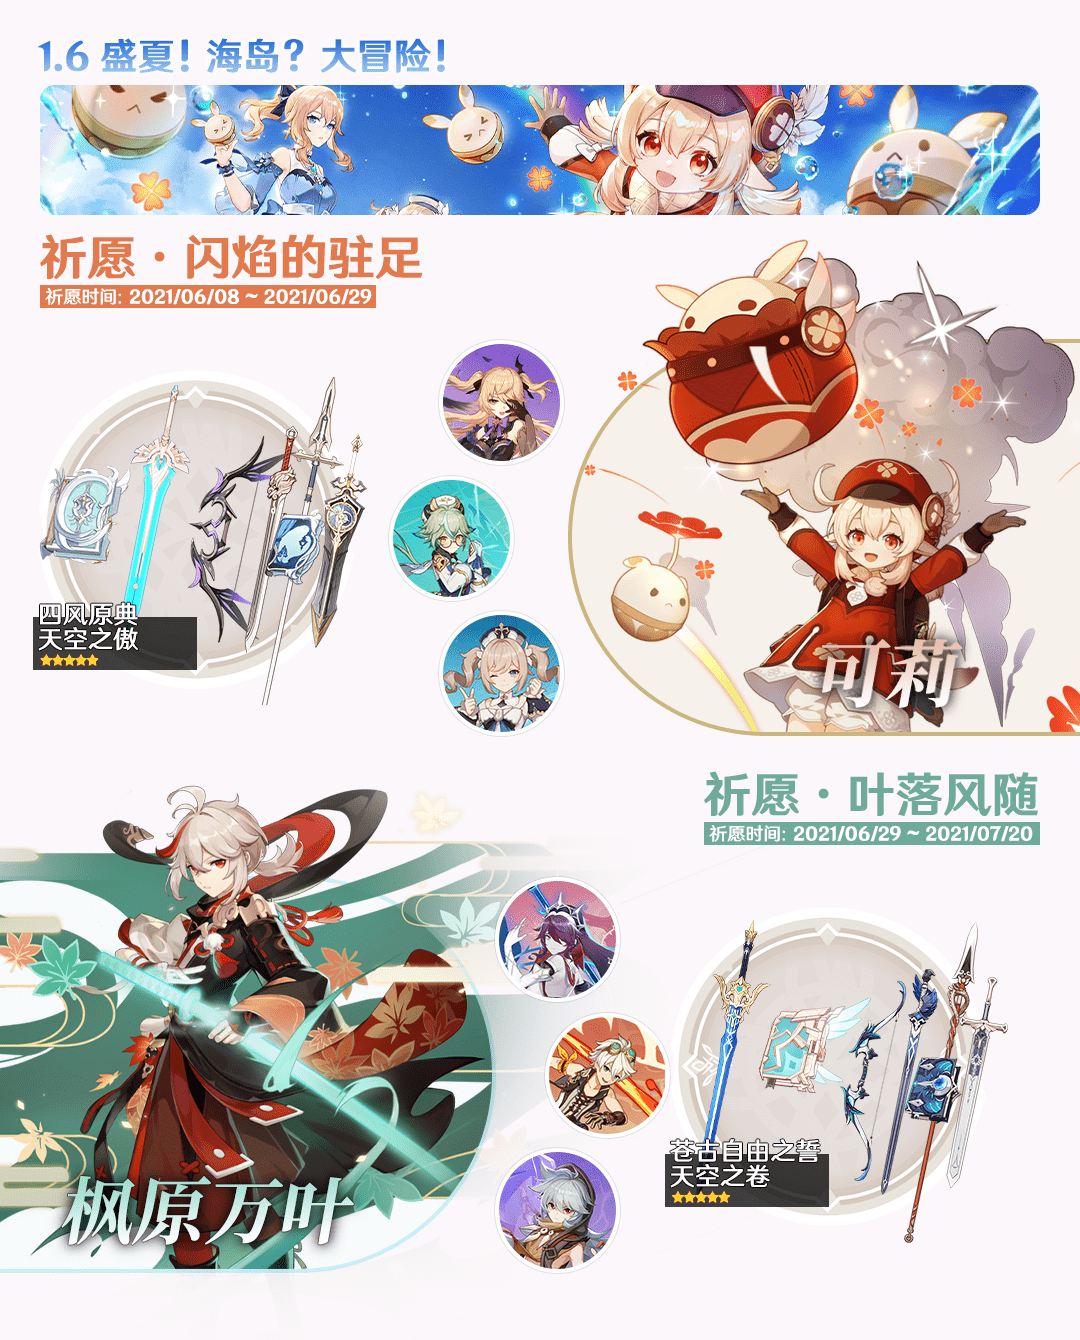 1.6 盛夏！海岛？大冒险！
祈愿·闪焰的驻足
祈愿时间: 2021/06/08 ~ 2021/06/29
四风原典
天空之傲
可莉
祈愿·叶落风随
祈愿时间: 2021/06/29 ~ 2021/07/20
苍古自由之誓
天空之卷
枫原万叶